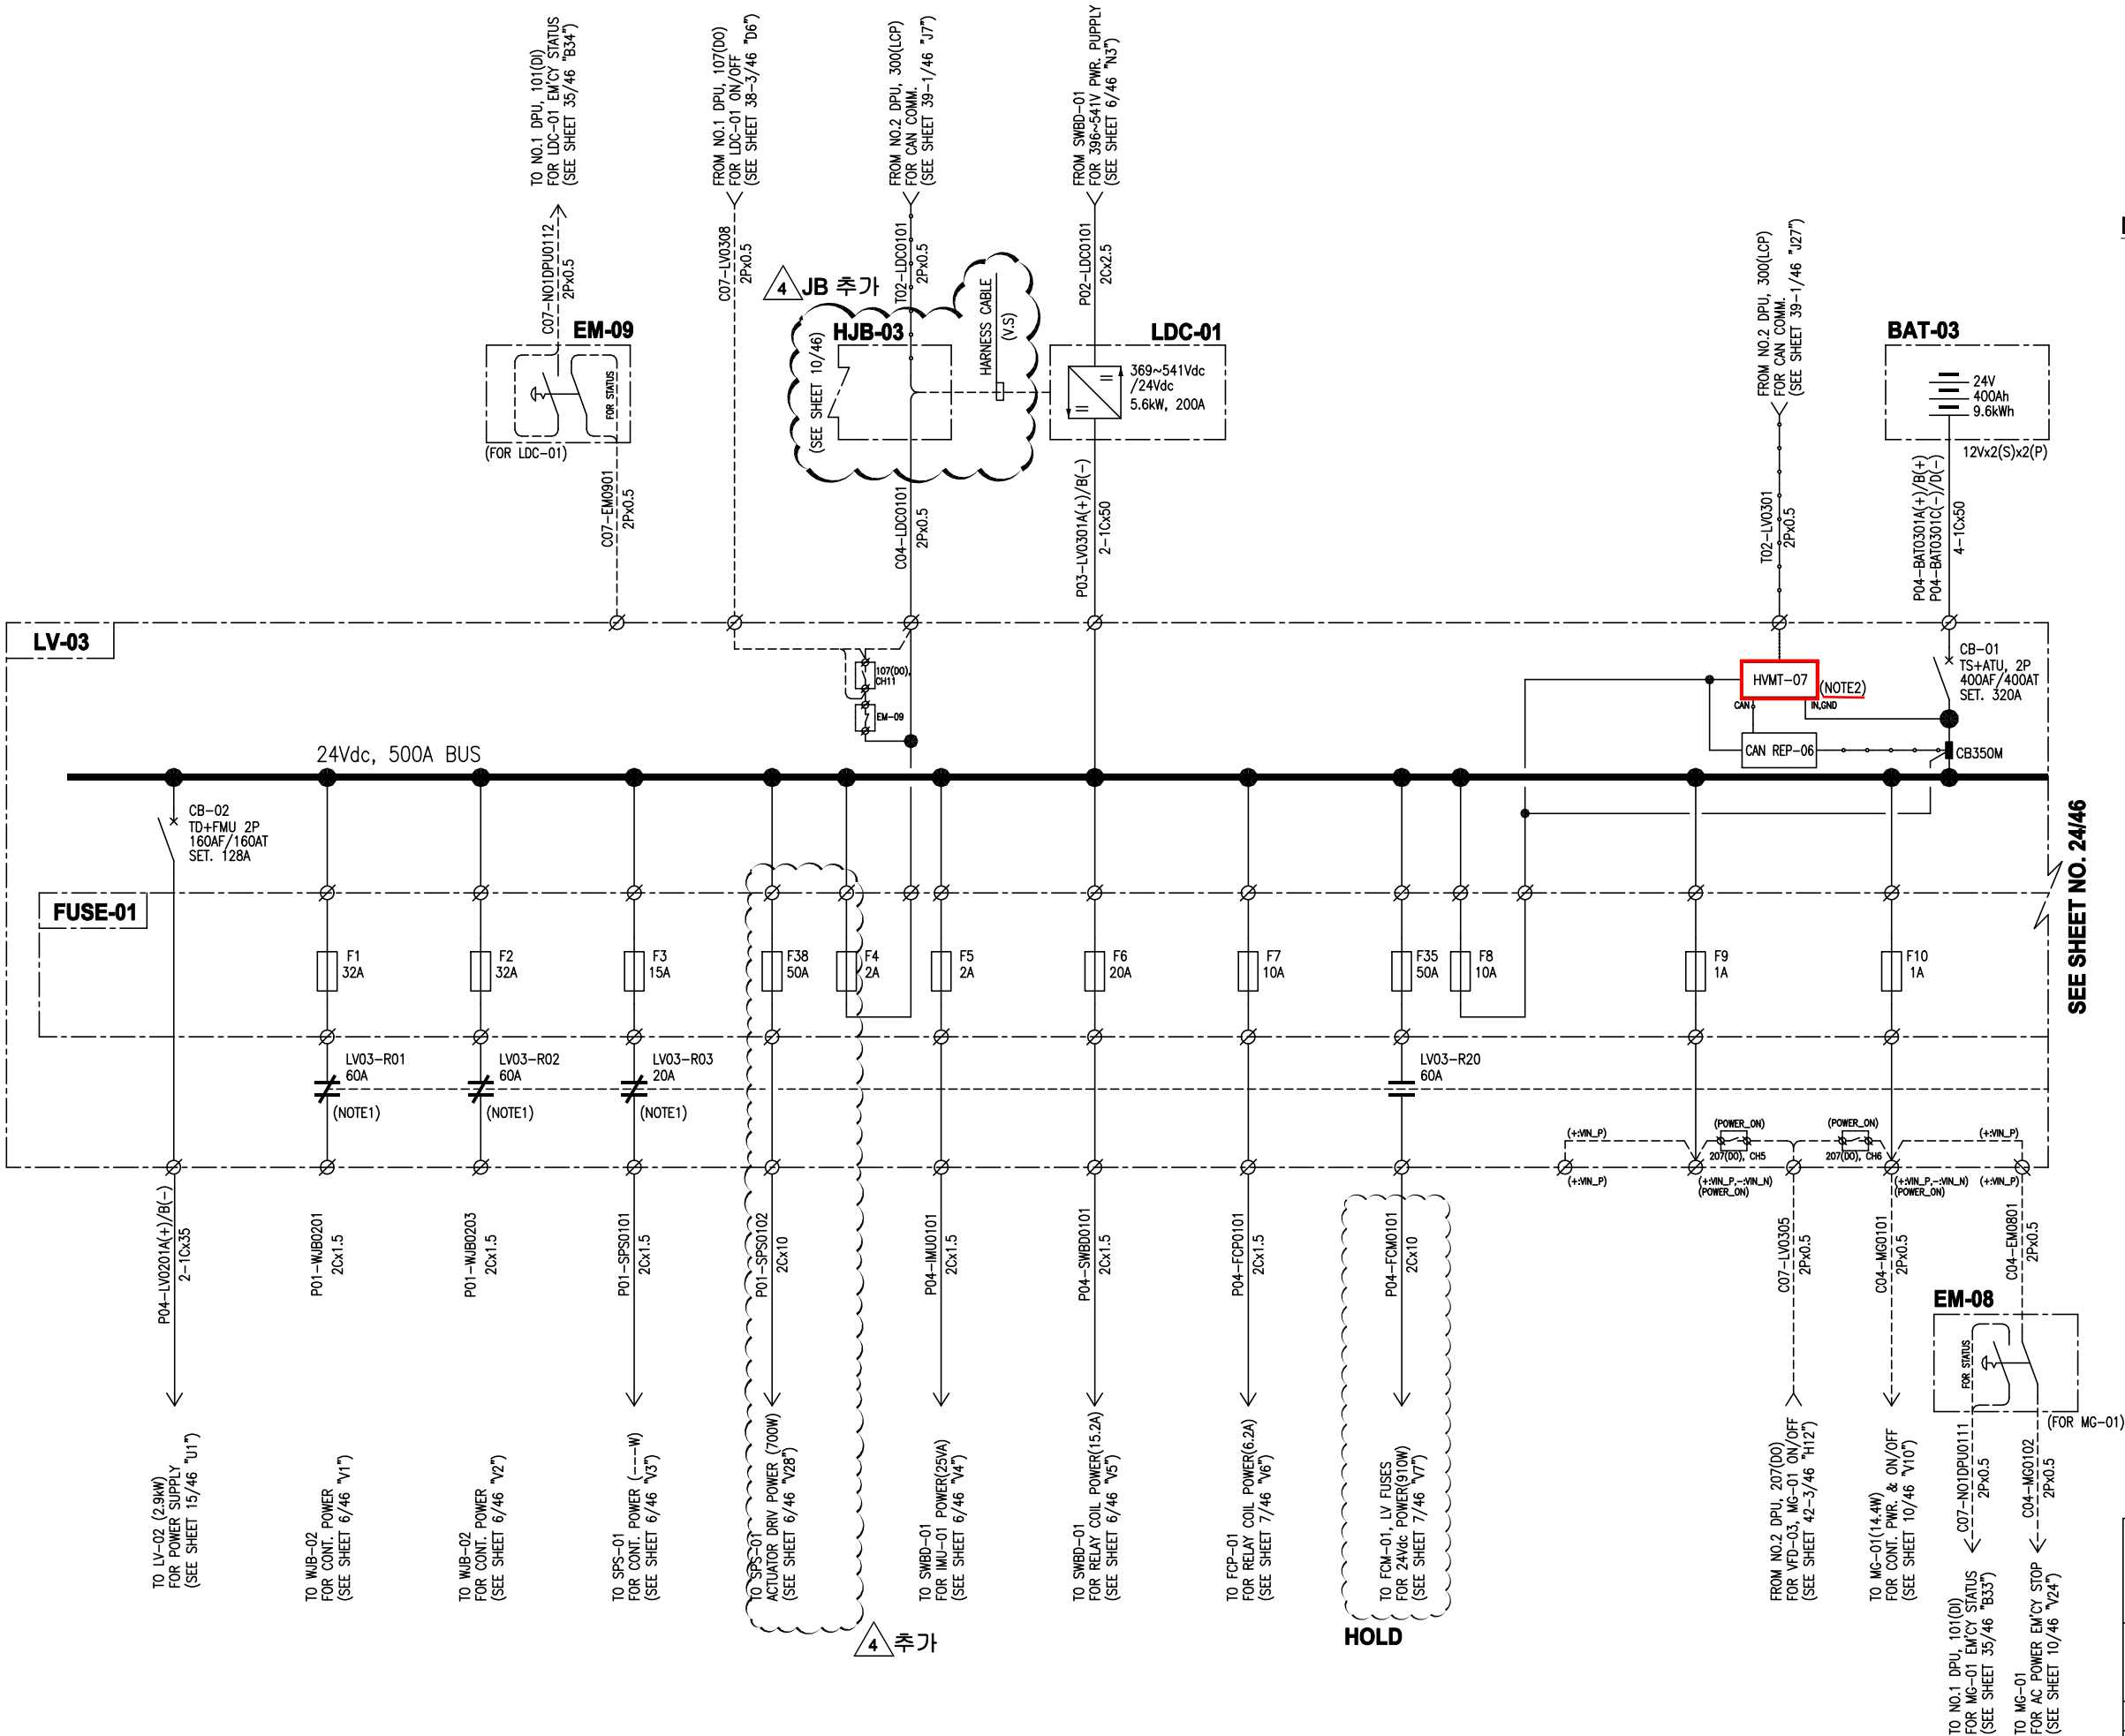 TO NO.1 DPU, 101(DI)
FOR LDC-01 EM'CY STATUS
(SEE SHEET 35/46 "B34")
FROM NO.1 DPU, 107(DO)
FOR LDC-01 ON/OFF
(SEE SHEET 38-3/46 "D6")
FROM NO.2 DPU, 300(LCP)
FOR CAN COMM.
(SEE SHEET 39-1/46 "J7")
FROM SWBD-01
FOR 396~541V PWR. PUPPLY
(SEE SHEET 6/46 "N3")
FROM NO.2 DPU, 300(LCP)
FOR CAN COMM.
(SEE SHEET 39-1/46 "J27")
C07-N01DPU0112
2Px0.5
C07-LV0308
2Px0.5
T02-LDC0101
2Px0.5
P02-LDC0101
2Cx2.5
4 JB 추가
HARNESS CABLE
(V.S)
EM-09
FOR STATUS
(FOR LDC-01)
C07-EM0901
2Px0.5
HJB-03
(SEE SHEET 10/46)
C04-LDC0101
2Px0.5
LDC-01
369~541Vdc
/24Vdc
5.6kW, 200A
P03-LV0301A(+)/B(-)
2-1Cx50
T02-LV0301
2Px0.5
BAT-03
24V
400Ah
9.6kWh
12Vx2(S)x2(P)
P04-BAT0301A(+)/B(+)
P04-BAT0301C(-)/D(-)
4-1Cx50
LV-03
107(DO),
CH11
EM-09
HVMT-07
(NOTE2)
CAN
IN,GND
CAN REP-06
CB-01
TS+ATU, 2P
400AF/400AT
SET. 320A
CB350M
24Vdc, 500A BUS
CB-02
TD+FMU 2P
160AF/160AT
SET. 128A
SEE SHEET NO. 24/46
FUSE-01
F1
32A
F2
32A
F3
15A
F38
50A
F4
2A
F5
2A
F6
20A
F7
10A
F35
50A
F8
10A
F9
1A
F10
1A
LV03-R01
60A
(NOTE1)
LV03-R02
60A
(NOTE1)
LV03-R03
20A
(NOTE1)
LV03-R20
60A
(+:VIN_P)
(POWER_ON)
207(DO), CH5
(POWER_ON)
207(DO), CH6
(+:VIN_P)
(+:VIN_P)
(+:VIN_P,-:VIN_N)
(POWER_ON)
(+:VIN_P,-:VIN_N)
(POWER_ON)
(+:VIN_P)
P04-LV0201A(+)/B(-)
2-1Cx35
P01-WJB0201
2Cx1.5
P01-WJB0203
2Cx1.5
P01-SPS0101
2Cx1.5
P01-SPS0102
2Cx10
P04-IMU0101
2Cx1.5
P04-SWBD0101
2Cx1.5
P04-FCP0101
2Cx1.5
P04-FCM0101
2Cx10
C07-LV0305
2Px0.5
C04-MG0101
2Px0.5
C04-EM0801
2Px0.5
EM-08
FOR STATUS
(FOR MG-01)
C07-N01DPU0111
2Px0.5
C04-MG0102
2Px0.5
TO LV-02 (2.9kW)
FOR POWER SUPPLY
(SEE SHEET 15/46 "U1")
TO WJB-02
FOR CONT. POWER
(SEE SHEET 6/46 "V1")
TO WJB-02
FOR CONT. POWER
(SEE SHEET 6/46 "V2")
TO SPS-01
FOR CONT. POWER (---W)
(SEE SHEET 6/46 "V3")
TO SPS-01
ACTUATOR DRIV POWER (700W)
(SEE SHEET 6/46 "V28")
TO SWBD-01
FOR IMU-01 POWER(25VA)
(SEE SHEET 6/46 "V4")
TO SWBD-01
FOR RELAY COIL POWER(15.2A)
(SEE SHEET 6/46 "V5")
TO FCP-01
FOR RELAY COIL POWER(6.2A)
(SEE SHEET 7/46 "V6")
TO FCM-01, LV FUSES
FOR 24Vdc POWER(910W)
(SEE SHEET 7/46 "V7")
FROM NO.2 DPU, 207(DO)
FOR VFD-03, MG-01 ON/OFF
(SEE SHEET 42-3/46 "H12")
TO MG-01(14.4W)
FOR CONT. PWR. & ON/OFF
(SEE SHEET 10/46 "V10")
TO NO.1 DPU, 101(DI)
FOR MG-01 EM'CY STATUS
(SEE SHEET 35/46 "B33")
TO MG-01
FOR AC POWER EM'CY STOP
(SEE SHEET 10/46 "V24")
4 추가
HOLD